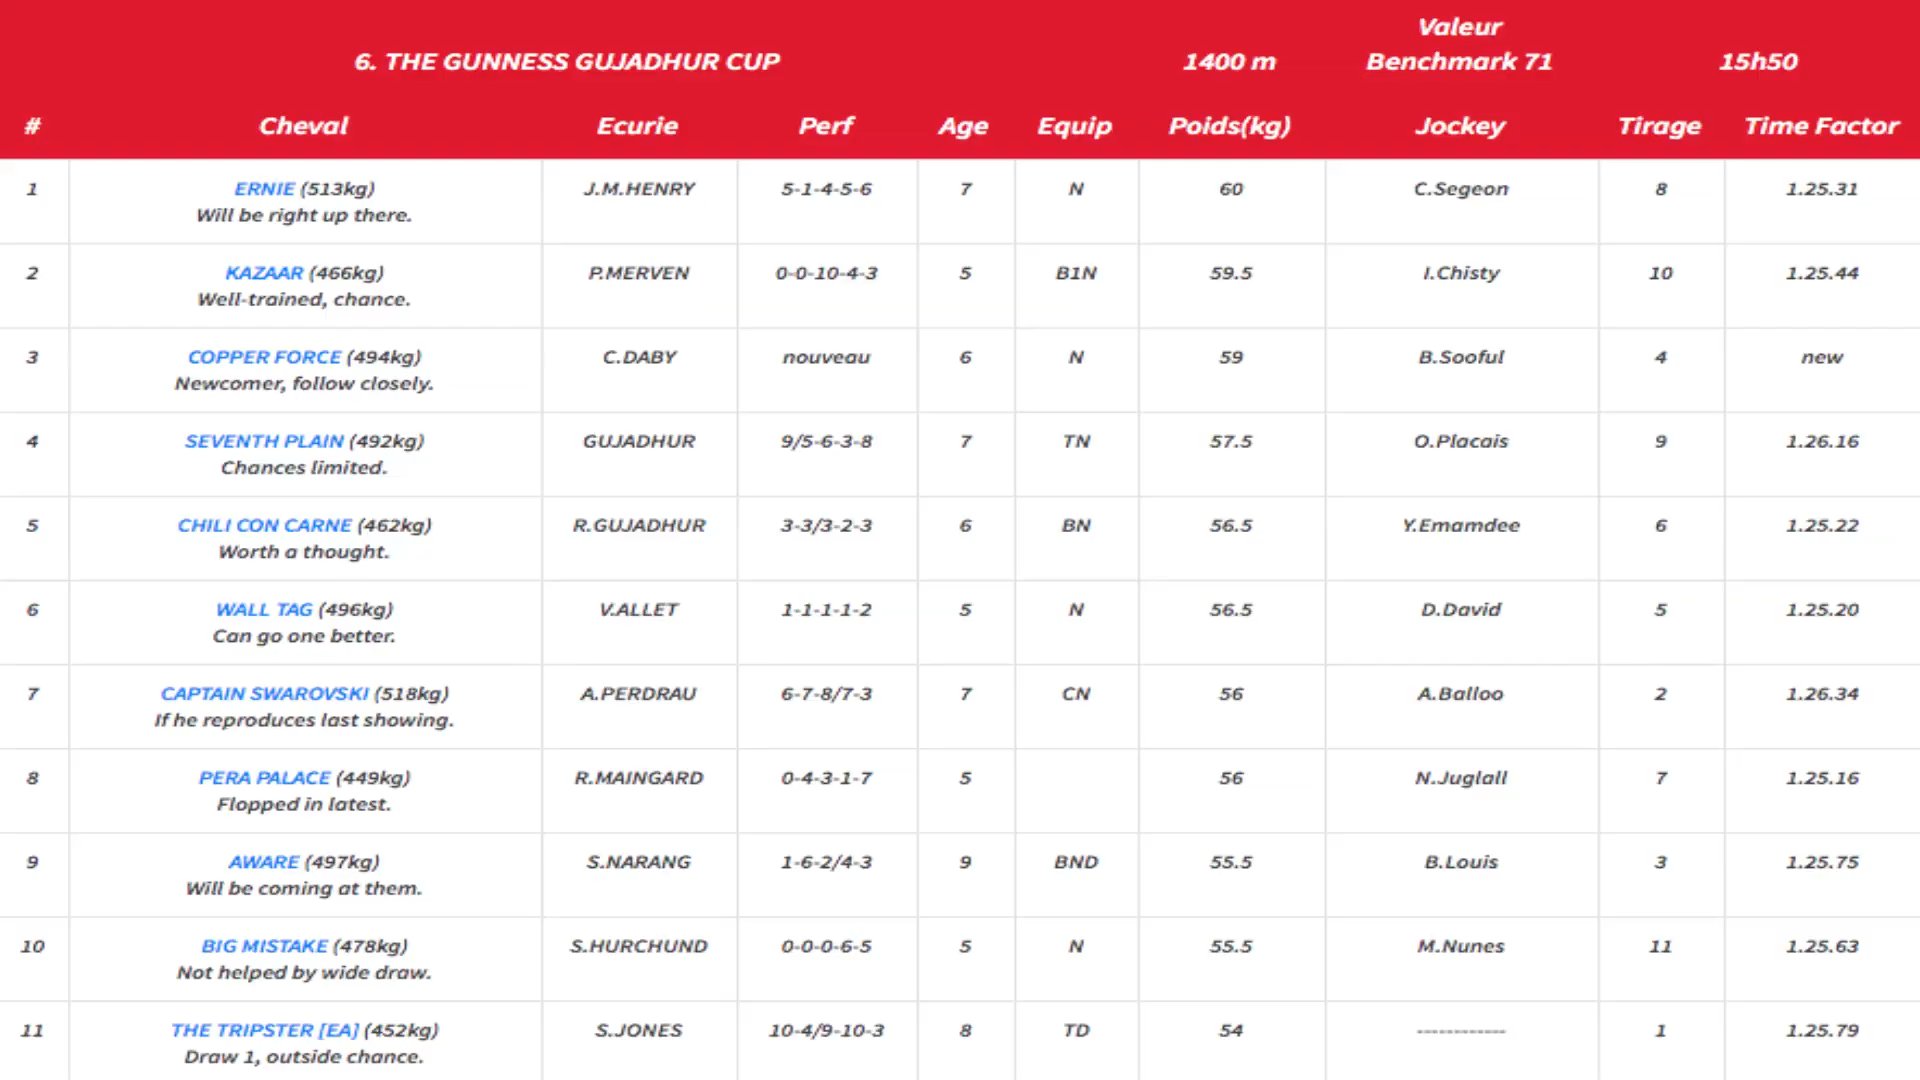 Valeur
6. THE GUNNESS GUJADHUR CUP 1400 m Benchmark 71 15h50
# Cheval Ecurie Perf Age Equip Poids(kg) Jockey Tirage Time Factor
1 ERNIE (513kg) J.M.HENRY 5-1-4-5-6 7 N 60 C.Segeon 8 1.25.31
Will be right up there.
2 KAZAAR (466kg) P.MERVEN 0-0-10-4-3 5 B1N 59.5 I.Chisty 10 1.25.44
Well-trained, chance.
3 COPPER FORCE (494kg) C.DABY nouveau 6 N 59 B.Sooful 4 new
Newcomer, follow closely.
4 SEVENTH PLAIN (492kg) GUJADHUR 9/5-6-3-8 7 TN 57.5 O.Placais 9 1.26.16
Chances limited.
5 CHILI CON CARNE (462kg) R.GUJADHUR 3-3/3-2-3 6 BN 56.5 Y.Emamdee 6 1.25.22
Worth a thought.
6 WALL TAG (496kg) V.ALLET 1-1-1-1-2 5 N 56.5 D.David 5 1.25.20
Can go one better.
7 CAPTAIN SWAROVSKI (518kg) A.PERDRAU 6-7-8/7-3 7 CN 56 A.Balloo 2 1.26.34
If he reproduces last showing.
8 PERA PALACE (449kg) R.MAINGARD 0-4-3-1-7 5 56 N.Juglall 7 1.25.16
Flopped in latest.
9 AWARE (497kg) S.NARANG 1-6-2/4-3 9 BND 55.5 B.Louis 3 1.25.75
Will be coming at them.
10 BIG MISTAKE (478kg) S.HURCHUND 0-0-0-6-5 5 N 55.5 M.Nunes 11 1.25.63
Not helped by wide draw.
11 THE TRIPSTER [EA] (452kg) S.JONES 10-4/9-10-3 8 TD 54 ------------ 1 1.25.79
Draw 1, outside chance.